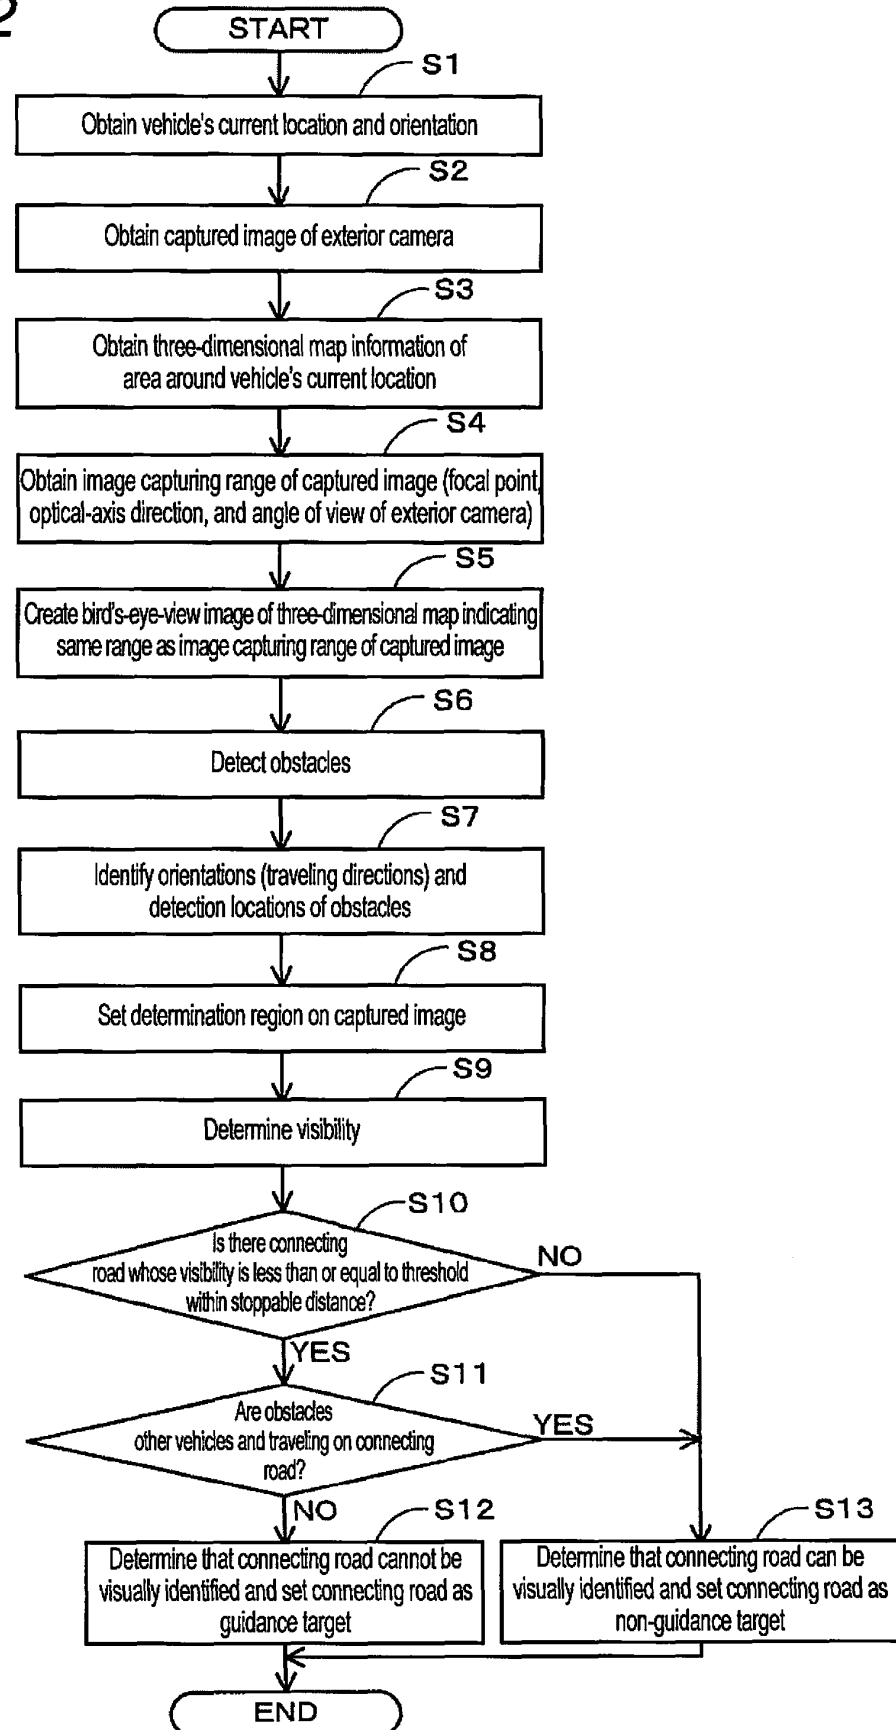 2
START
S1
Obtain vehicle's current location and orientation
S2
Obtain captured image of exterior camera
S3
Obtain three-dimensional map information of
area around vehicle's current location
S4
Obtain image capturing range of captured image (focal point,
optical-axis direction, and angle of view of exterior camera)
S5
Create bird's-eye-view image of three-dimensional map indicating
same range as image capturing range of captured image
S6
Detect obstacles
S7
Identify orientations (traveling directions) and
detection locations of obstacles
S8
Set determination region on captured image
S9
Determine visibility
S10
Is there connecting
road whose visibility is less than or equal to threshold
within stoppable distance?
NO
YES
S11
Are obstacles
other vehicles and traveling on connecting
road?
YES
NO
S12
Determine that connecting road cannot be
visually identified and set connecting road as
guidance target
S13
Determine that connecting road can be
visually identified and set connecting road as
non-guidance target
END